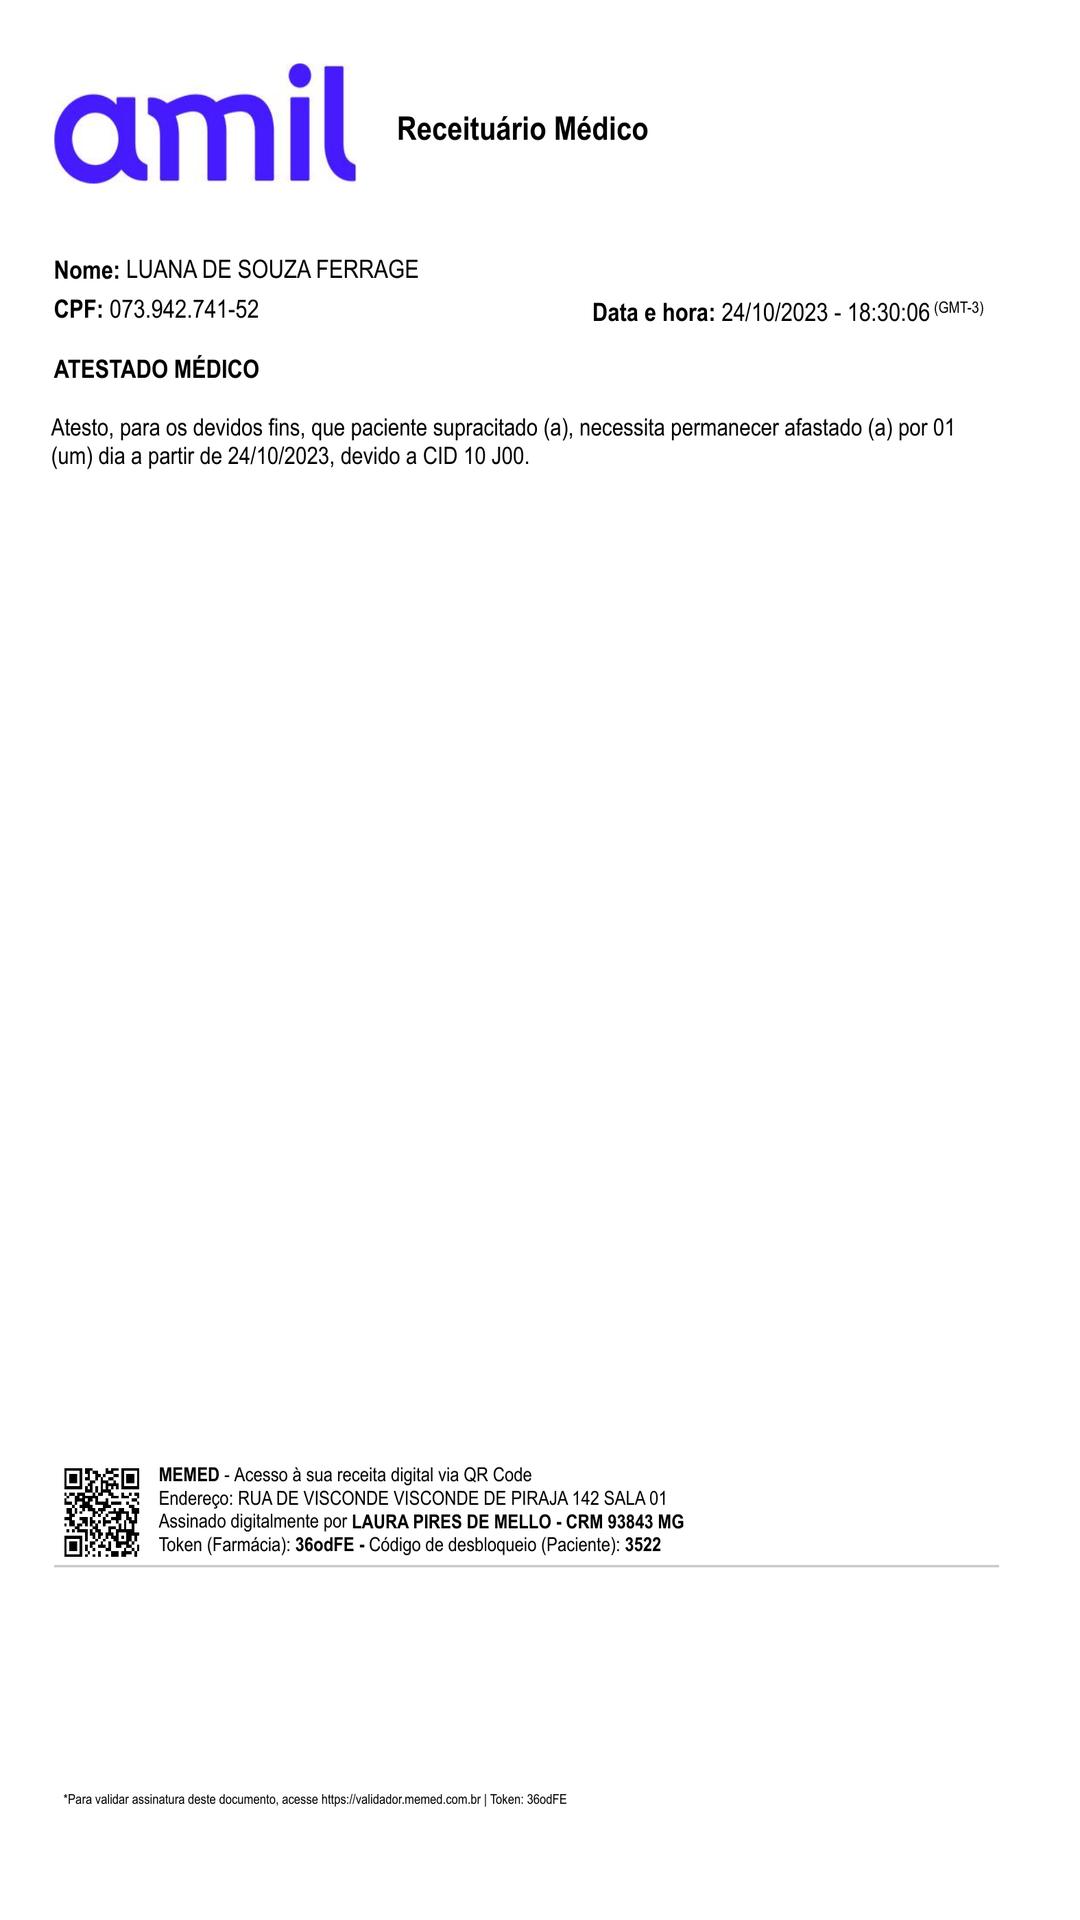 amil
Receituário Médico
Nome: LUANA DE SOUZA FERRAGE
CPF: 073.942.741-52
Data e hora: 24/10/2023 - 18:30:06 (GMT-3)
ATESTADO MÉDICO
Atesto, para os devidos fins, que paciente supracitado (a), necessita permanecer afastado (a) por 01
(um) dia a partir de 24/10/2023, devido a CID 10 J00.
MEMED - Acesso à sua receita digital via QR Code
Endereço: RUA DE VISCONDE VISCONDE DE PIRAJA 142 SALA 01
Assinado digitalmente por LAURA PIRES DE MELLO - CRM 93843 MG
Token (Farmácia): 36odFE - Código de desbloqueio (Paciente): 3522
*Para validar assinatura deste documento, acesse https://validador.memed.com.br | Token: 36odFE